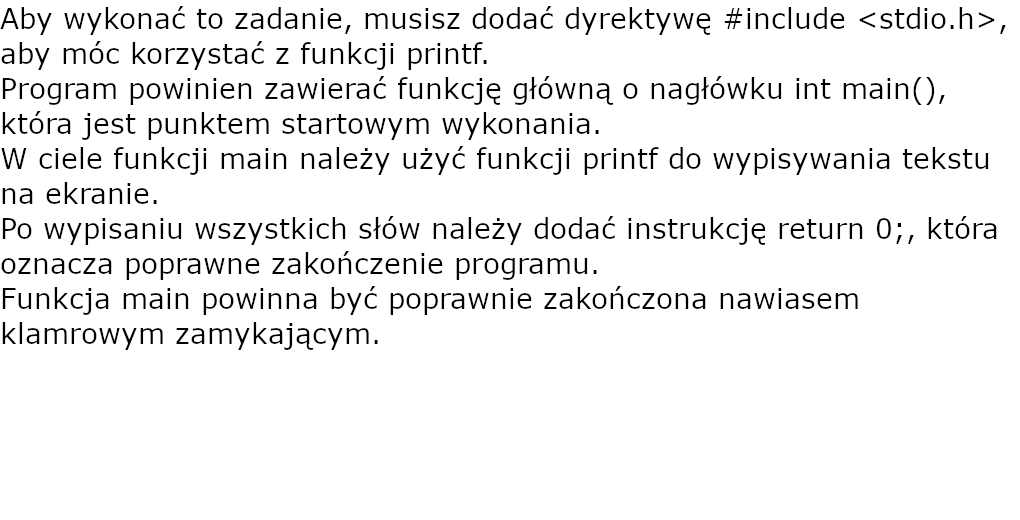 Aby wykonać to zadanie, musisz dodać dyrektywę #include <stdio.h>,
aby móc korzystać z funkcji printf.
Program powinien zawierać funkcję główną o nagłówku int main(),
która jest punktem startowym wykonania.
W ciele funkcji main należy użyć funkcji printf do wypisywania tekstu
na ekranie.
Po wypisaniu wszystkich słów należy dodać instrukcję return 0;, która
oznacza poprawne zakończenie programu.
Funkcja main powinna być poprawnie zakończona nawiasem
klamrowym zamykającym.